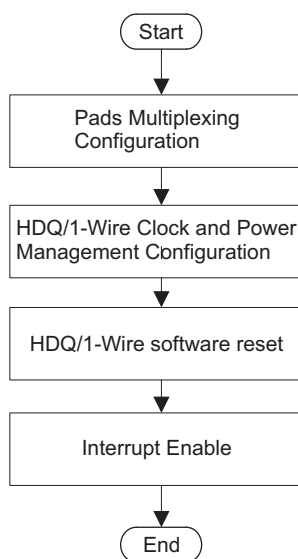 Start
Pads Multiplexing
Configuration
HDQ/1-Wire Clock and Power
Management Configuration
HDQ/1-Wire software reset
Interrupt Enable
End